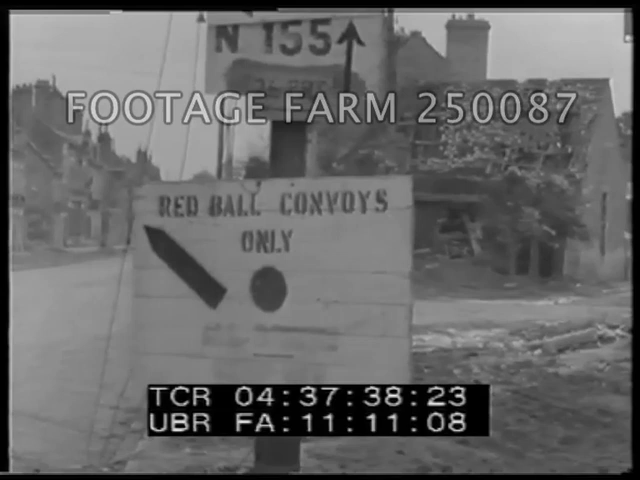 N 155
FOOTAGE FARM 250087
RED BALL CONVOYS
ONLY
TCR 04:37:38:23
UBR FA:11:11:08